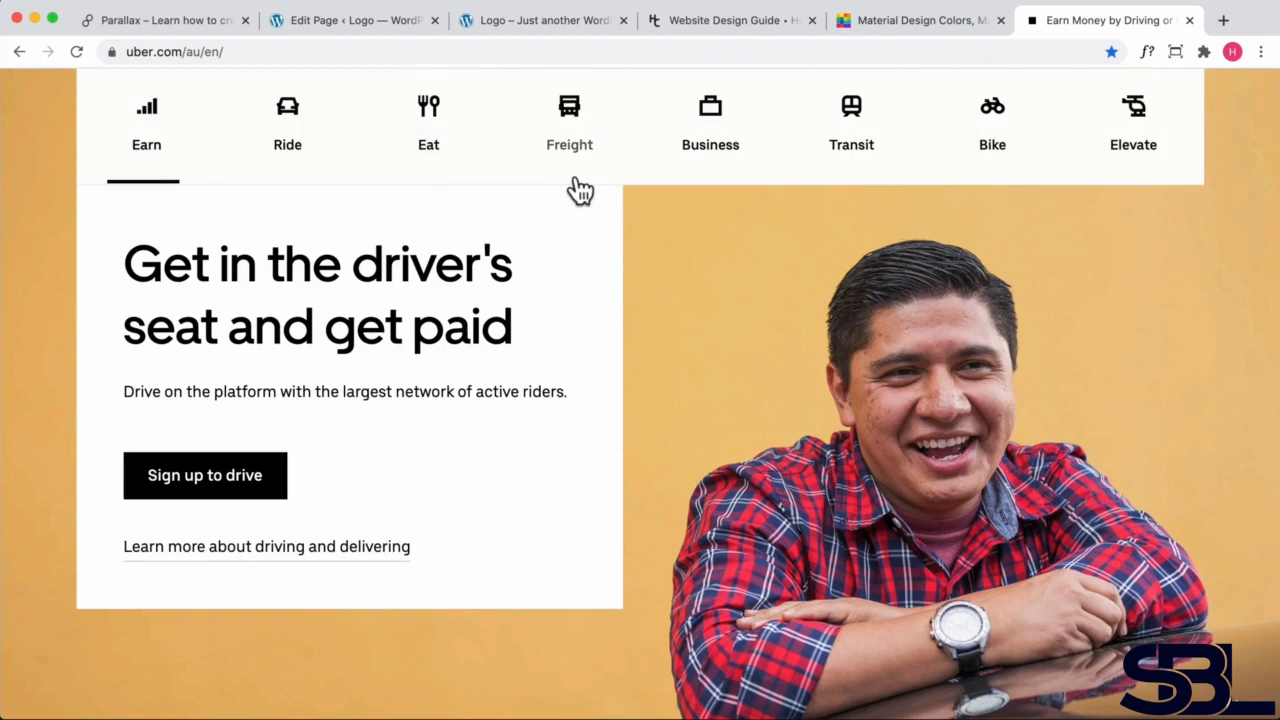 Parallax – Learn how to cre
Edit Page ‹ Logo — WordP
Logo – Just another Word
Website Design Guide • H
Material Design Colors, M
Earn Money by Driving or
uber.com/au/en/
f?
H
Earn
Ride
Eat
Freight
Business
Transit
Bike
Elevate
Get in the driver's
seat and get paid
Drive on the platform with the largest network of active riders.
Sign up to drive
Learn more about driving and delivering
SBL